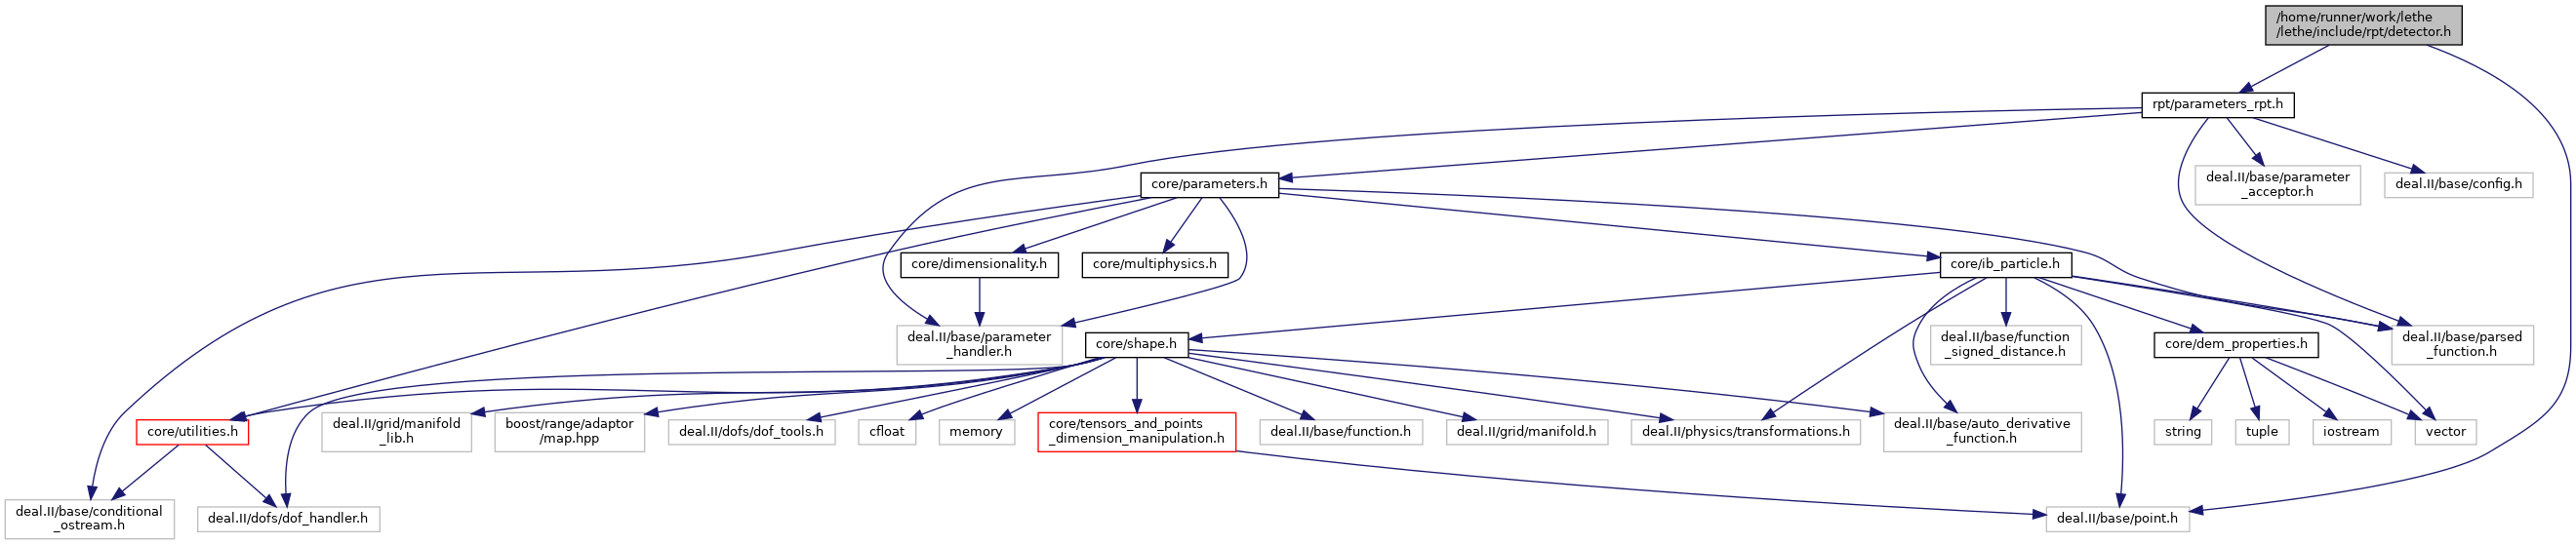 /home/runner/work/lethe
/lethe/include/rpt/detector.h
rpt/parameters_rpt.h
core/parameters.h
deal.II/base/parameter
_acceptor.h
deal.II/base/config.h
core/dimensionality.h
core/multiphysics.h
core/ib_particle.h
deal.II/base/parameter
_handler.h
core/shape.h
deal.II/base/function
_signed_distance.h
core/dem_properties.h
deal.II/base/parsed
_function.h
core/utilities.h
deal.II/grid/manifold
_lib.h
boost/range/adaptor
/map.hpp
deal.II/dofs/dof_tools.h
cfloat
memory
core/tensors_and_points
_dimension_manipulation.h
deal.II/base/function.h
deal.II/grid/manifold.h
deal.II/physics/transformations.h
deal.II/base/auto_derivative
_function.h
string
tuple
iostream
vector
deal.II/base/conditional
_ostream.h
deal.II/dofs/dof_handler.h
deal.II/base/point.h